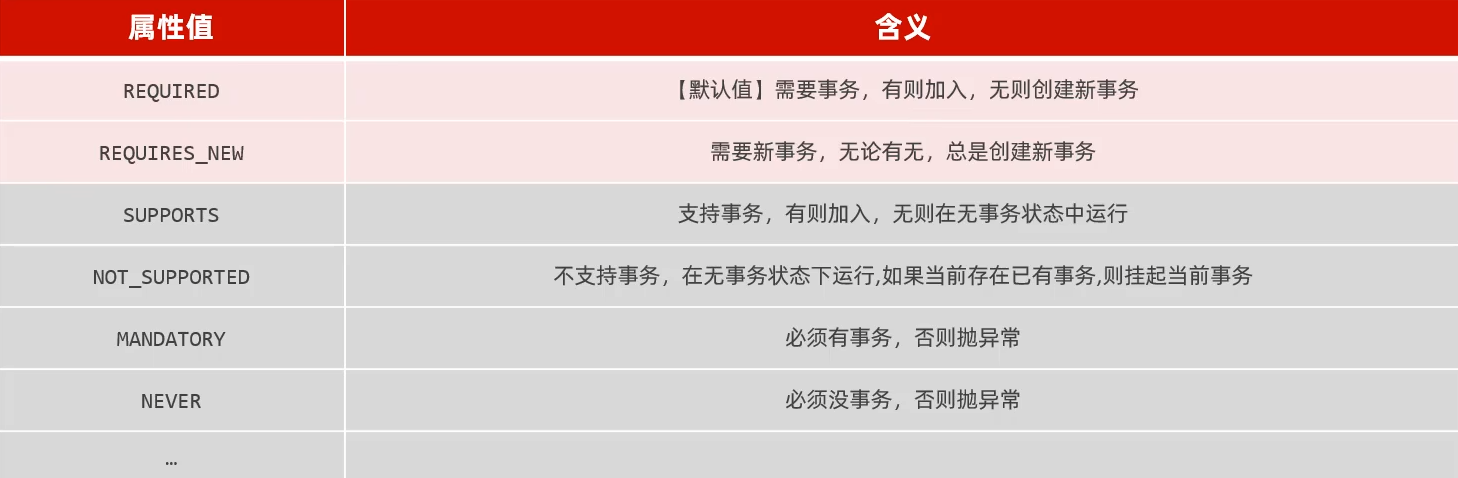 属性值 含义
REQUIRED 【默认值】需要事务，有则加入，无则创建新事务
REQUIRES_NEW 需要新事务，无论有无，总是创建新事务
SUPPORTS 支持事务，有则加入，无则在无事务状态中运行
NOT_SUPPORTED 不支持事务，在无事务状态下运行,如果当前存在已有事务,则挂起当前事务
MANDATORY 必须有事务，否则抛异常
NEVER 必须没事务，否则抛异常
…